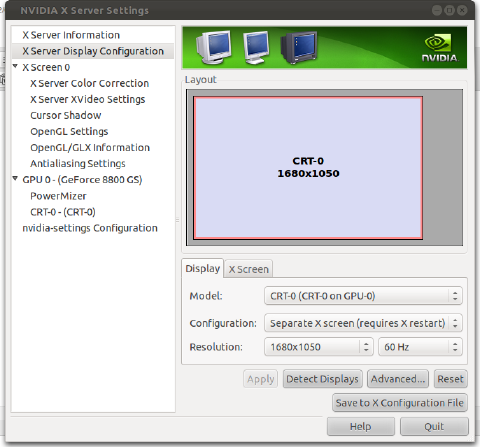 NVIDIA X Server Settings
X Server Information
X Server Display Configuration
X Screen 0
X Server Color Correction
X Server XVideo Settings
Cursor Shadow
OpenGL Settings
OpenGL/GLX Information
Antialiasing Settings
GPU 0 - (GeForce 8800 GS)
PowerMizer
CRT-0 - (CRT-0)
nvidia-settings Configuration
NVIDIA
Layout
CRT-0
1680x1050
Display X Screen
Model: CRT-0 (CRT-0 on GPU-0)
Configuration: Separate X screen (requires X restart)
Resolution: 1680x1050 60 Hz
Apply Detect Displays Advanced... Reset
Save to X Configuration File
Help Quit